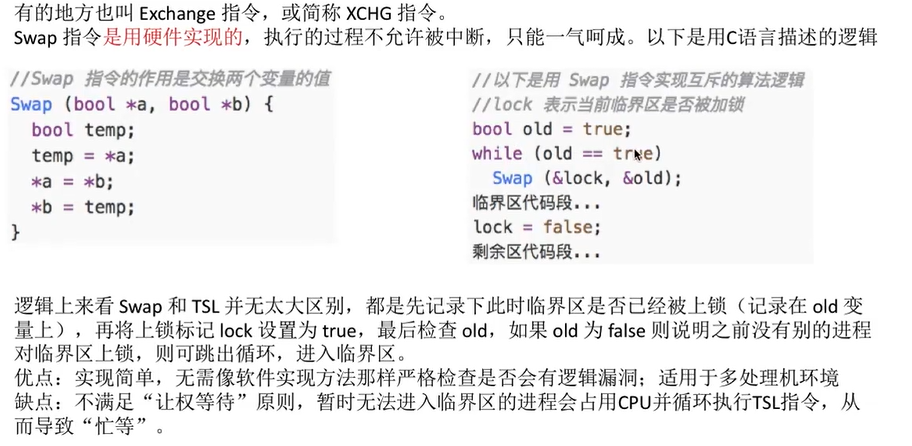 有的地方也叫 Exchange 指令，或简称 XCHG 指令。
Swap 指令是用硬件实现的，执行的过程不允许被中断，只能一气呵成。以下是用C语言描述的逻辑
//Swap 指令的作用是交换两个变量的值
Swap (bool *a, bool *b) {
  bool temp;
  temp = *a;
  *a = *b;
  *b = temp;
}
//以下是用 Swap 指令实现互斥的算法逻辑
//lock 表示当前临界区是否被加锁
bool old = true;
while (old == true)
  Swap (&lock, &old);
临界区代码段...
lock = false;
剩余区代码段...
逻辑上来看 Swap 和 TSL 并无太大区别，都是先记录下此时临界区是否已经被上锁（记录在 old 变
量上），再将上锁标记 lock 设置为 true，最后检查 old，如果 old 为 false 则说明之前没有别的进程
对临界区上锁，则可跳出循环，进入临界区。
优点：实现简单，无需像软件实现方法那样严格检查是否会有逻辑漏洞；适用于多处理机环境
缺点：不满足“让权等待”原则，暂时无法进入临界区的进程会占用CPU并循环执行TSL指令，从
而导致“忙等”。